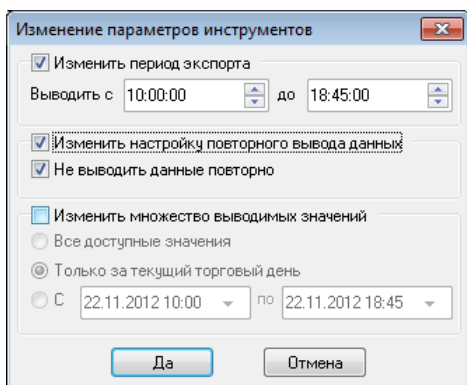 Изменение параметров инструментов
Изменить период экспорта
Выводить с 10:00:00 до 18:45:00
Изменить настройку повторного вывода данных
Не выводить данные повторно
Изменить множество выводимых значений
Все доступные значения
Только за текущий торговый день
С 22.11.2012 10:00 по 22.11.2012 18:45
Да Отмена